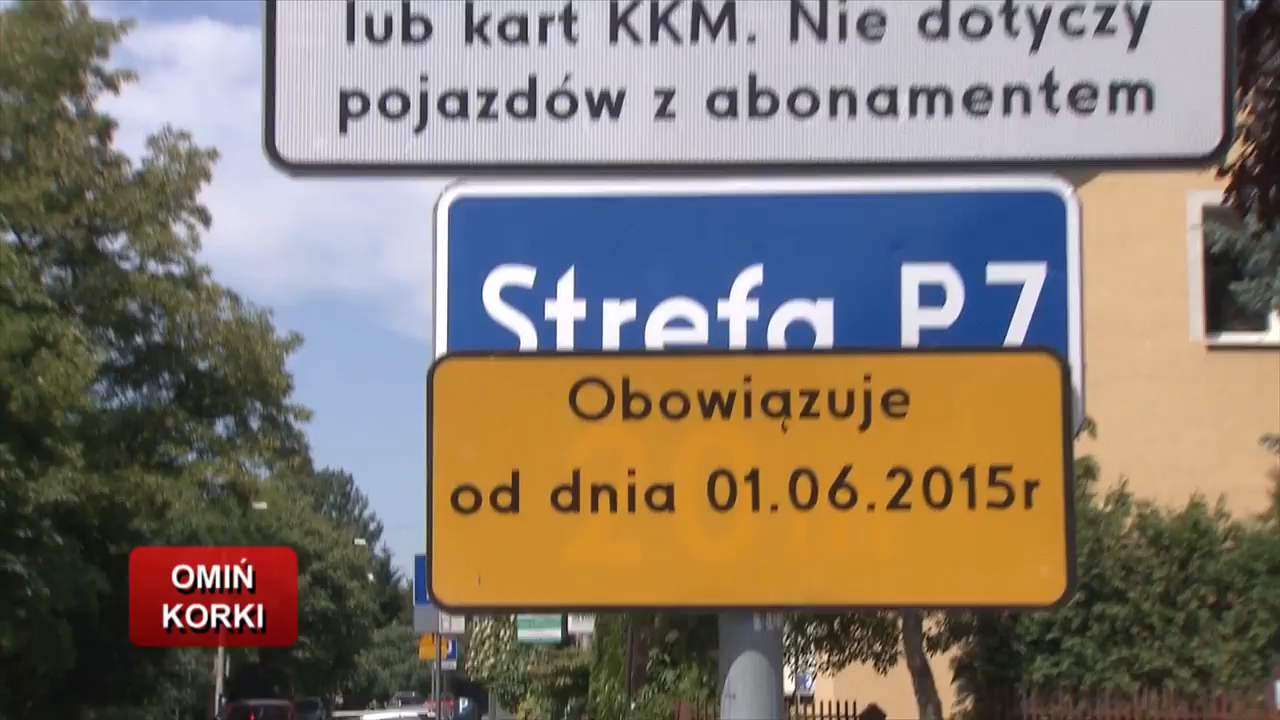 lub kart KKM. Nie dotyczy
pojazdów z abonamentem
Strefa P7
Obowiązuje
od dnia 01.06.2015r
OMIŃ
KORKI